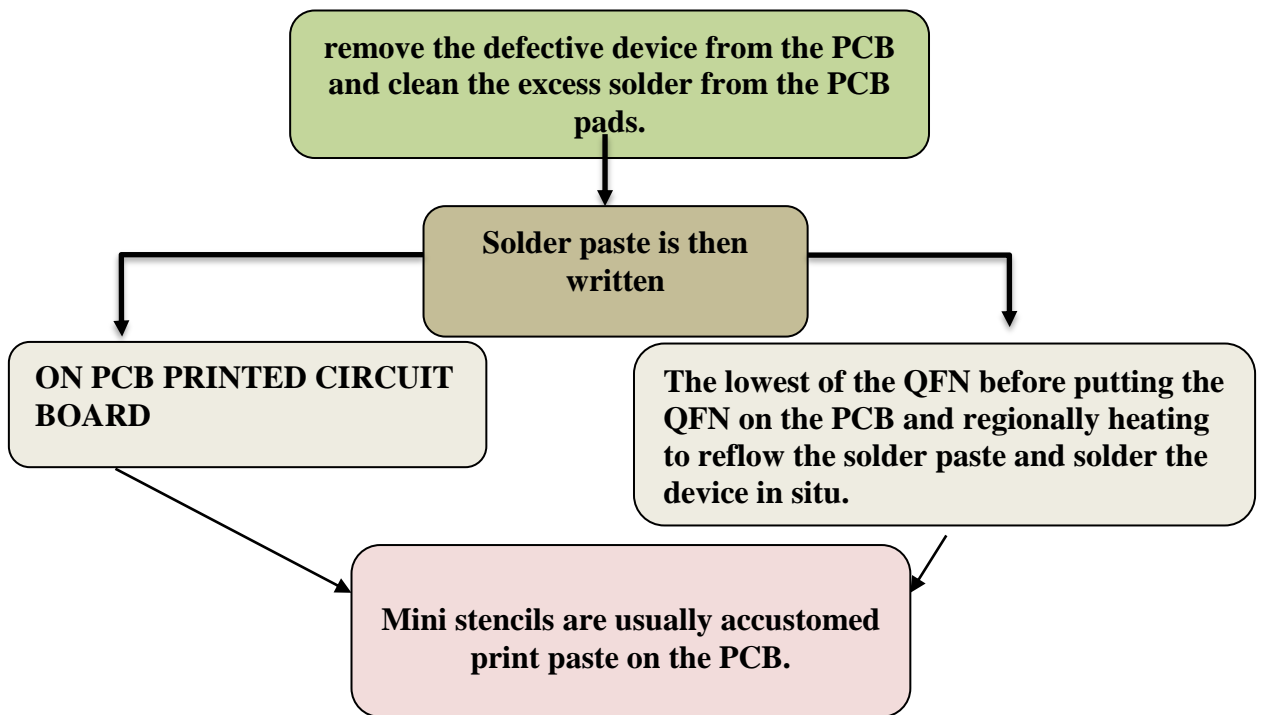 remove the defective device from the PCB
and clean the excess solder from the PCB
pads.
Solder paste is then
written
ON PCB PRINTED CIRCUIT
BOARD
The lowest of the QFN before putting the
QFN on the PCB and regionally heating
to reflow the solder paste and solder the
device in situ.
Mini stencils are usually accustomed
print paste on the PCB.